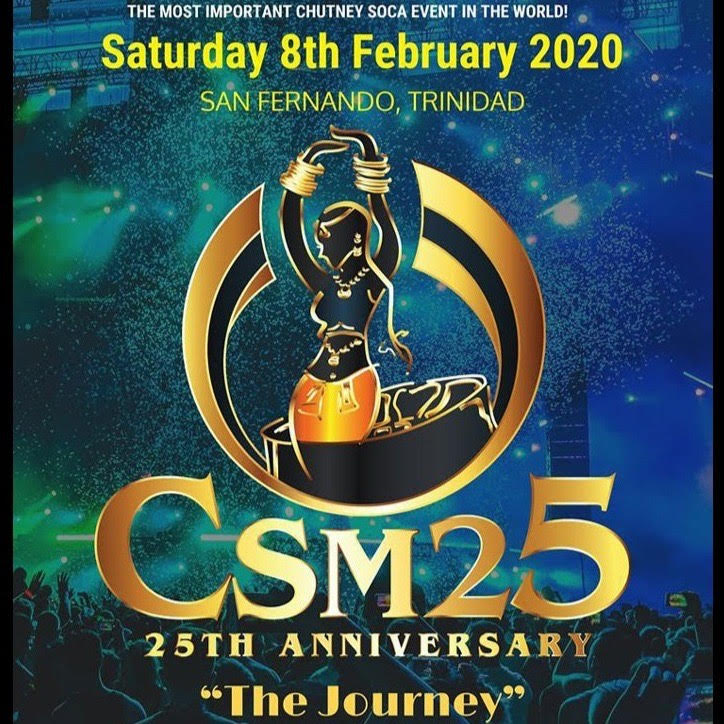 THE MOST IMPORTANT CHUTNEY SOCA EVENT IN THE WORLD!
Saturday 8th February 2020
SAN FERNANDO, TRINIDAD
CSM25
25TH ANNIVERSARY
“The Journey”